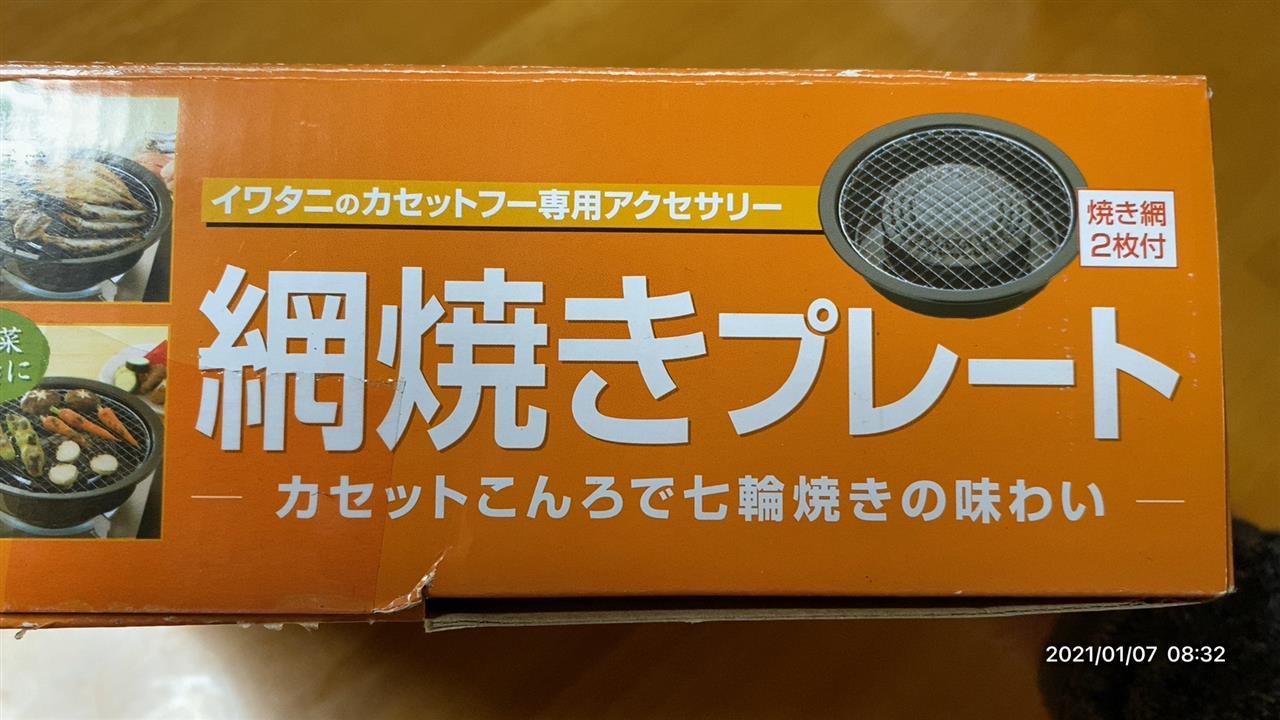 イワタニのカセットフー専用アクセサリー
焼き網
2枚付
網焼きプレート
カセットこんろで七輪焼きの味わい
菜
に
2021/01/07 08:32